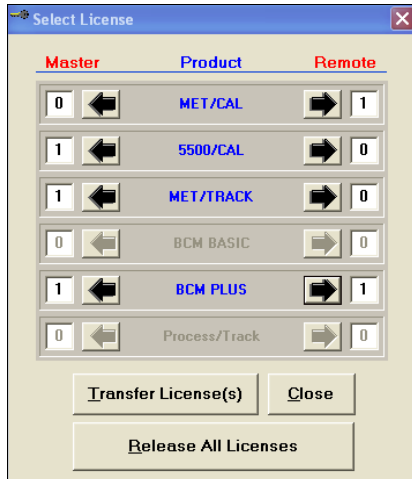 Select License
Master Product Remote
0 MET/CAL 1
1 5500/CAL 0
1 MET/TRACK 0
0 BCM BASIC 0
1 BCM PLUS 1
0 Process/Track 0
Transfer License(s) Close
Release All Licenses